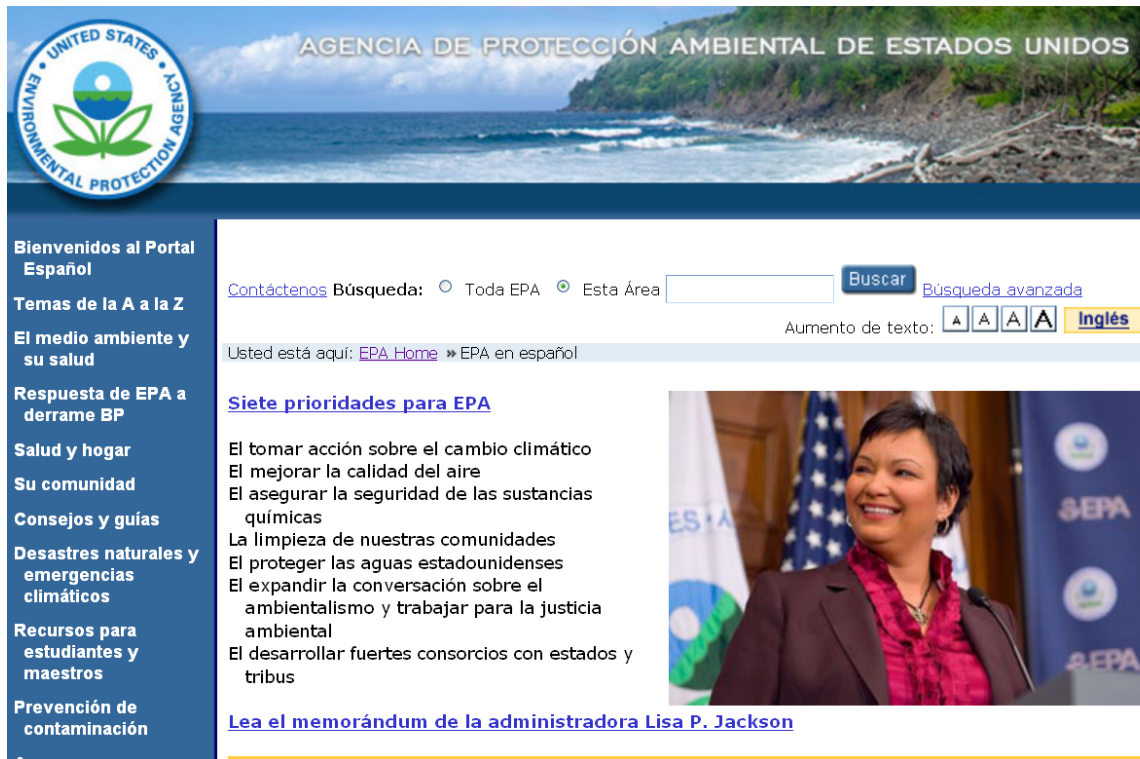 UNITED STATES
ENVIRONMENTAL PROTECTION AGENCY
AGENCIA DE PROTECCIÓN AMBIENTAL DE ESTADOS UNIDOS
Bienvenidos al Portal
Español
Temas de la A a la Z
El medio ambiente y
su salud
Respuesta de EPA a
derrame BP
Salud y hogar
Su comunidad
Consejos y guías
Desastres naturales y
emergencias
climáticos
Recursos para
estudiantes y
maestros
Prevención de
contaminación
Contáctenos Búsqueda: Toda EPA Esta Área Buscar Búsqueda avanzada
Aumento de texto: A A A A Inglés
Usted está aquí: EPA Home » EPA en español
Siete prioridades para EPA
El tomar acción sobre el cambio climático
El mejorar la calidad del aire
El asegurar la seguridad de las sustancias
químicas
La limpieza de nuestras comunidades
El proteger las aguas estadounidenses
El expandir la conversación sobre el
ambientalismo y trabajar para la justicia
ambiental
El desarrollar fuertes consorcios con estados y
tribus
EPA
EPA
Lea el memorándum de la administradora Lisa P. Jackson